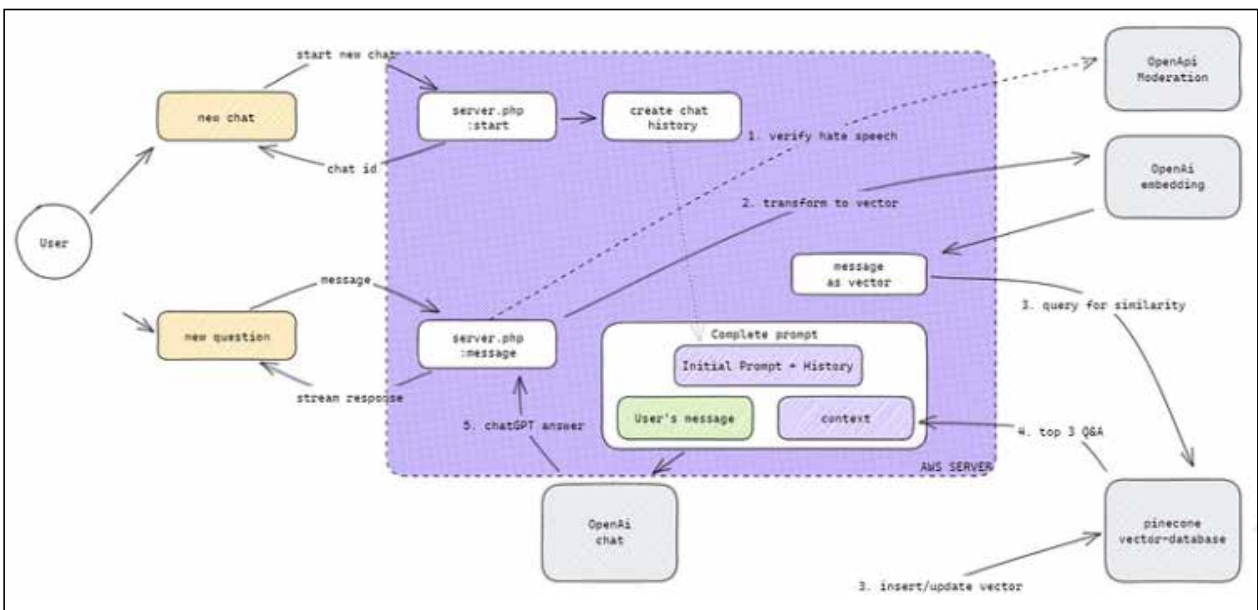 start new chat
new chat
server.php
:start
create chat
history
OpenApi
Moderation
1. verify hate speech
chat id
OpenAi
embedding
2. transform to vector
User
message
as vector
message
3. query for similarity
new question
server.php
:message
Complete prompt
Initial Prompt + History
stream response
User's message
context
5. chatGPT answer
4. top 3 Q&A
AWS SERVER
OpenAi
chat
pinecone
vector-database
3. insert/update vector